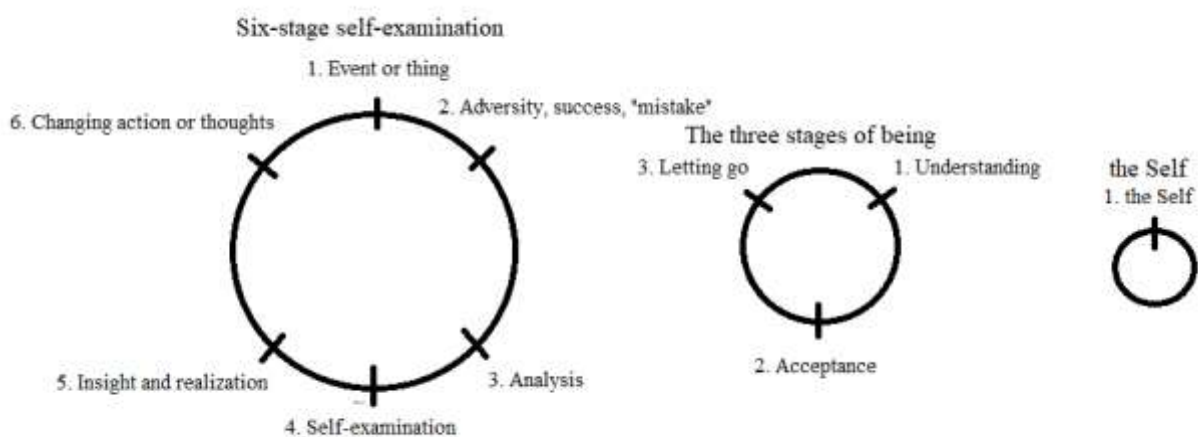 Six-stage self-examination
1. Event or thing
2. Adversity, success, "mistake"
3. Analysis
4. Self-examination
5. Insight and realization
6. Changing action or thoughts
The three stages of being
1. Understanding
2. Acceptance
3. Letting go
the Self
1. the Self